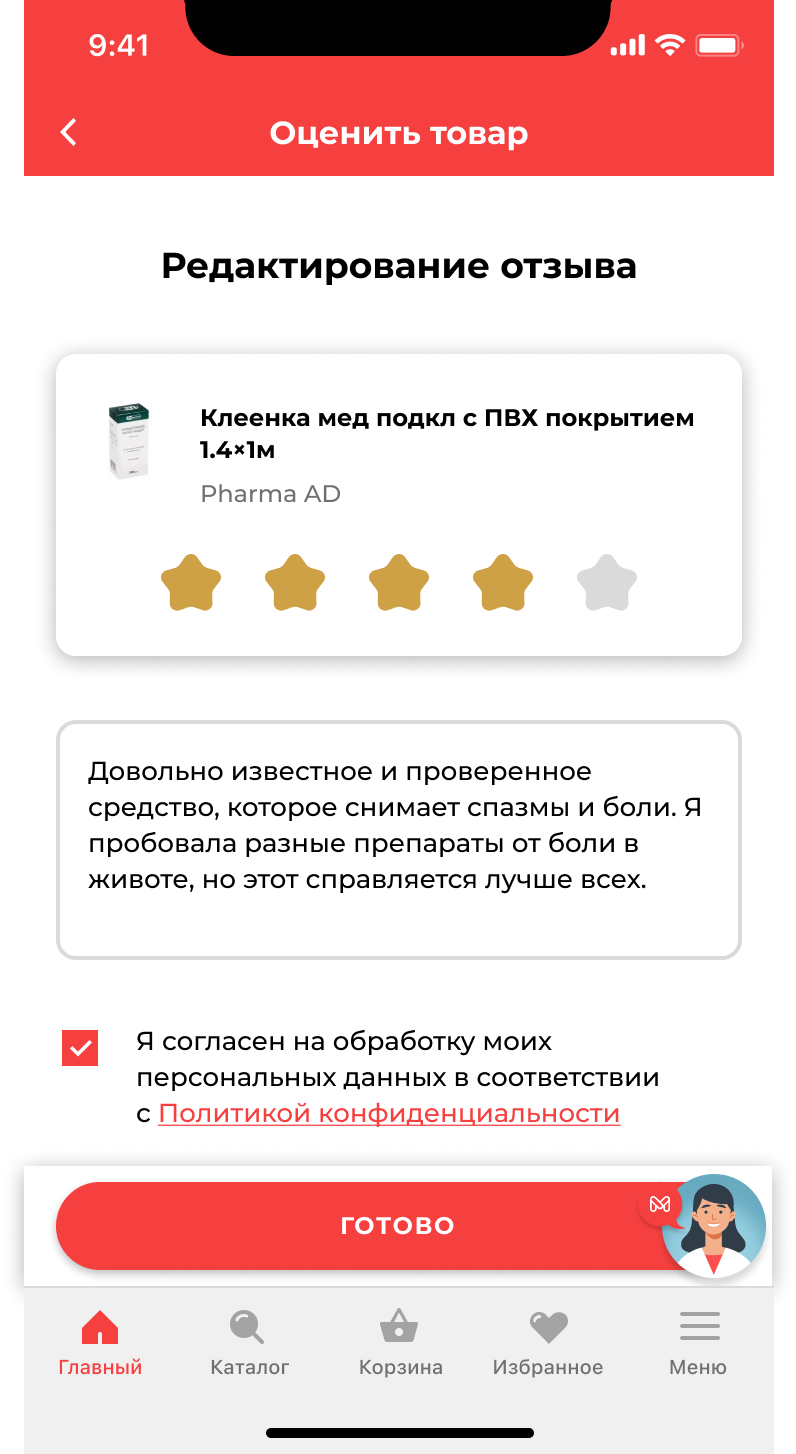 9:41
Оценить товар
Редактирование отзыва
Клеенка мед подкл с ПВХ покрытием
1.4×1м
Pharma AD
Довольно известное и проверенное
средство, которое снимает спазмы и боли. Я
пробовала разные препараты от боли в
животе, но этот справляется лучше всех.
Я согласен на обработку моих
персональных данных в соответствии
с Политикой конфиденциальности
ГОТОВО
Главный
Каталог
Корзина
Избранное
Меню